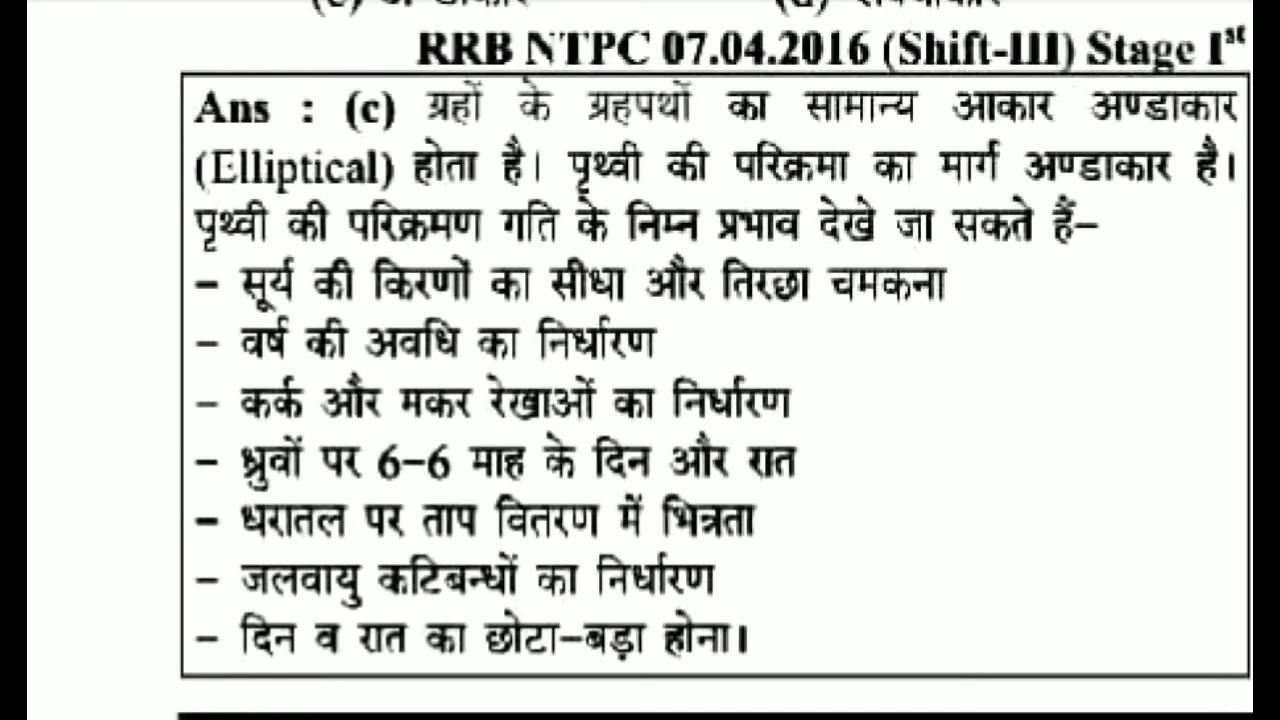 RRB NTPC 07.04.2016 (Shift-III) Stage Ist
Ans : (c) ग्रहों के ग्रहपथों का सामान्य आकार अण्डाकार
(Elliptical) होता है। पृथ्वी की परिक्रमा का मार्ग अण्डाकार है।
पृथ्वी की परिक्रमण गति के निम्न प्रभाव देखे जा सकते हैं–
– सूर्य की किरणों का सीधा और तिरछा चमकना
– वर्ष की अवधि का निर्धारण
– कर्क और मकर रेखाओं का निर्धारण
– ध्रुवों पर 6–6 माह के दिन और रात
– धरातल पर ताप वितरण में भिन्नता
– जलवायु कटिबन्धों का निर्धारण
– दिन व रात का छोटा–बड़ा होना।